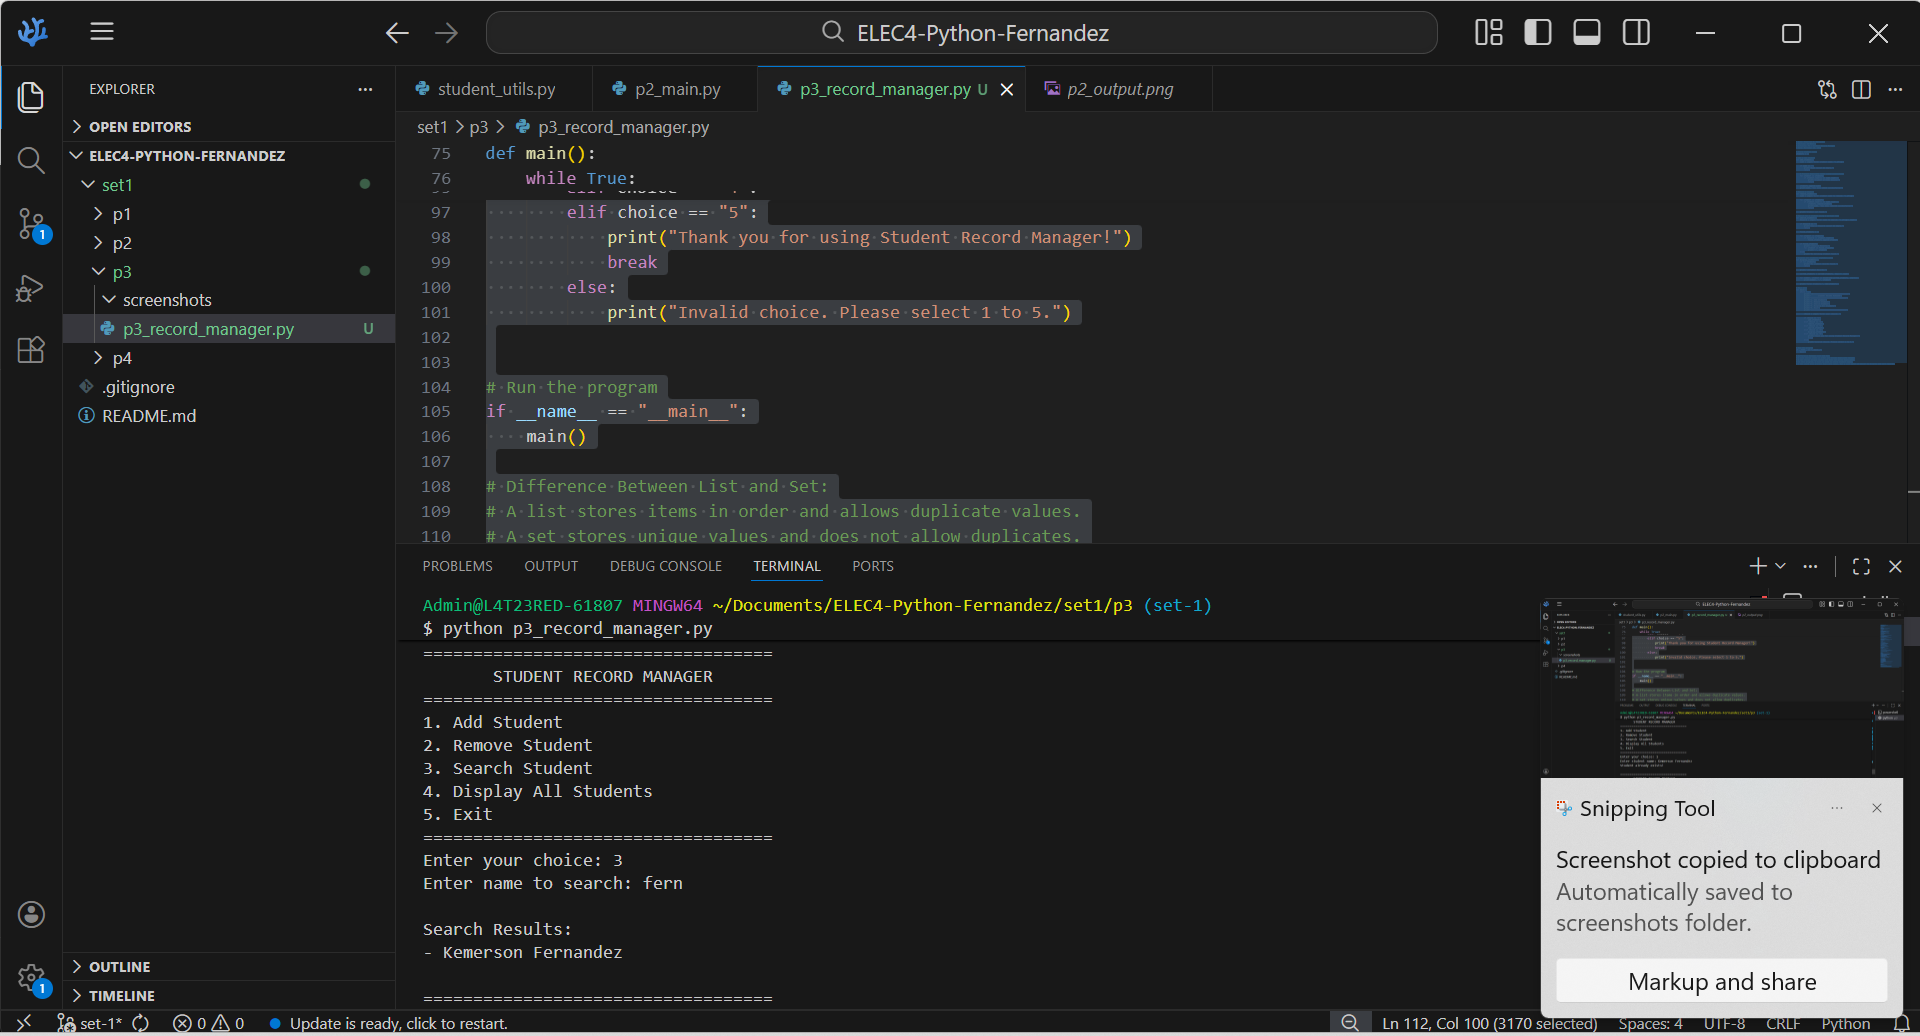 ELEC4-Python-Fernandez
EXPLORER
OPEN EDITORS
ELEC4-PYTHON-FERNANDEZ
set1
p1
p2
p3
screenshots
p3_record_manager.py U
p4
.gitignore
README.md
OUTLINE
TIMELINE
student_utils.py
p2_main.py
p3_record_manager.py U
p2_output.png
set1 > p3 > p3_record_manager.py
75 def main():
76 while True:
97 elif choice == "5":
98 print("Thank you for using Student Record Manager!")
99 break
100 else:
101 print("Invalid choice. Please select 1 to 5.")
102
103
104 # Run the program
105 if __name__ == "__main__":
106 main()
107
108 # Difference Between List and Set:
109 # A list stores items in order and allows duplicate values.
110 # A set stores unique values and does not allow duplicates.
PROBLEMS OUTPUT DEBUG CONSOLE TERMINAL PORTS
Admin@L4T23RED-61807 MINGW64 ~/Documents/ELEC4-Python-Fernandez/set1/p3 (set-1)
$ python p3_record_manager.py
===================================
STUDENT RECORD MANAGER
===================================
1. Add Student
2. Remove Student
3. Search Student
4. Display All Students
5. Exit
===================================
Enter your choice: 3
Enter name to search: fern
Search Results:
- Kemerson Fernandez
===================================
Snipping Tool
Screenshot copied to clipboard
Automatically saved to
screenshots folder.
Markup and share
1
1
set-1* 0 0 Update is ready, click to restart.
Ln 112, Col 100 (3170 selected) Spaces: 4 UTF-8 CRLF Python